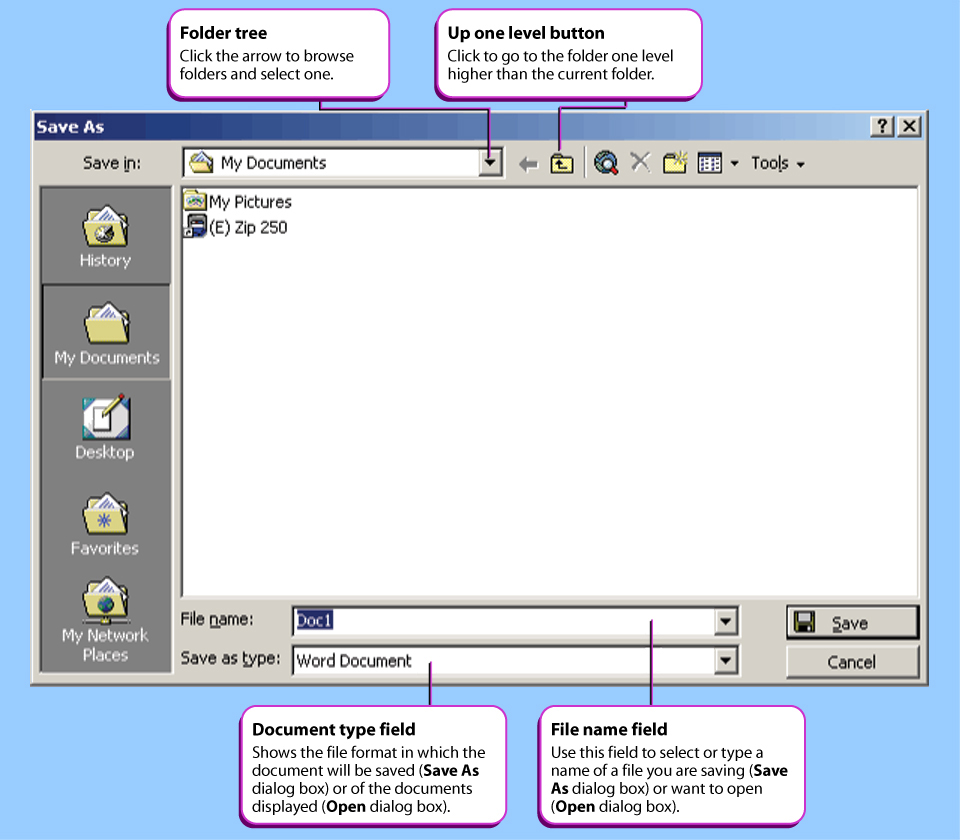 Folder tree
Click the arrow to browse
folders and select one.
Up one level button
Click to go to the folder one level
higher than the current folder.
Save As
?
Save in:
My Documents
Tools
History
My Documents
Desktop
Favorites
My Network
Places
My Pictures
(E) Zip 250
File name:
Doc1
Save
Save as type:
Word Document
Cancel
Document type field
Shows the file format in which the
document will be saved (Save As
dialog box) or of the documents
displayed (Open dialog box).
File name field
Use this field to select or type a
name of a file you are saving (Save
As dialog box) or want to open
(Open dialog box).